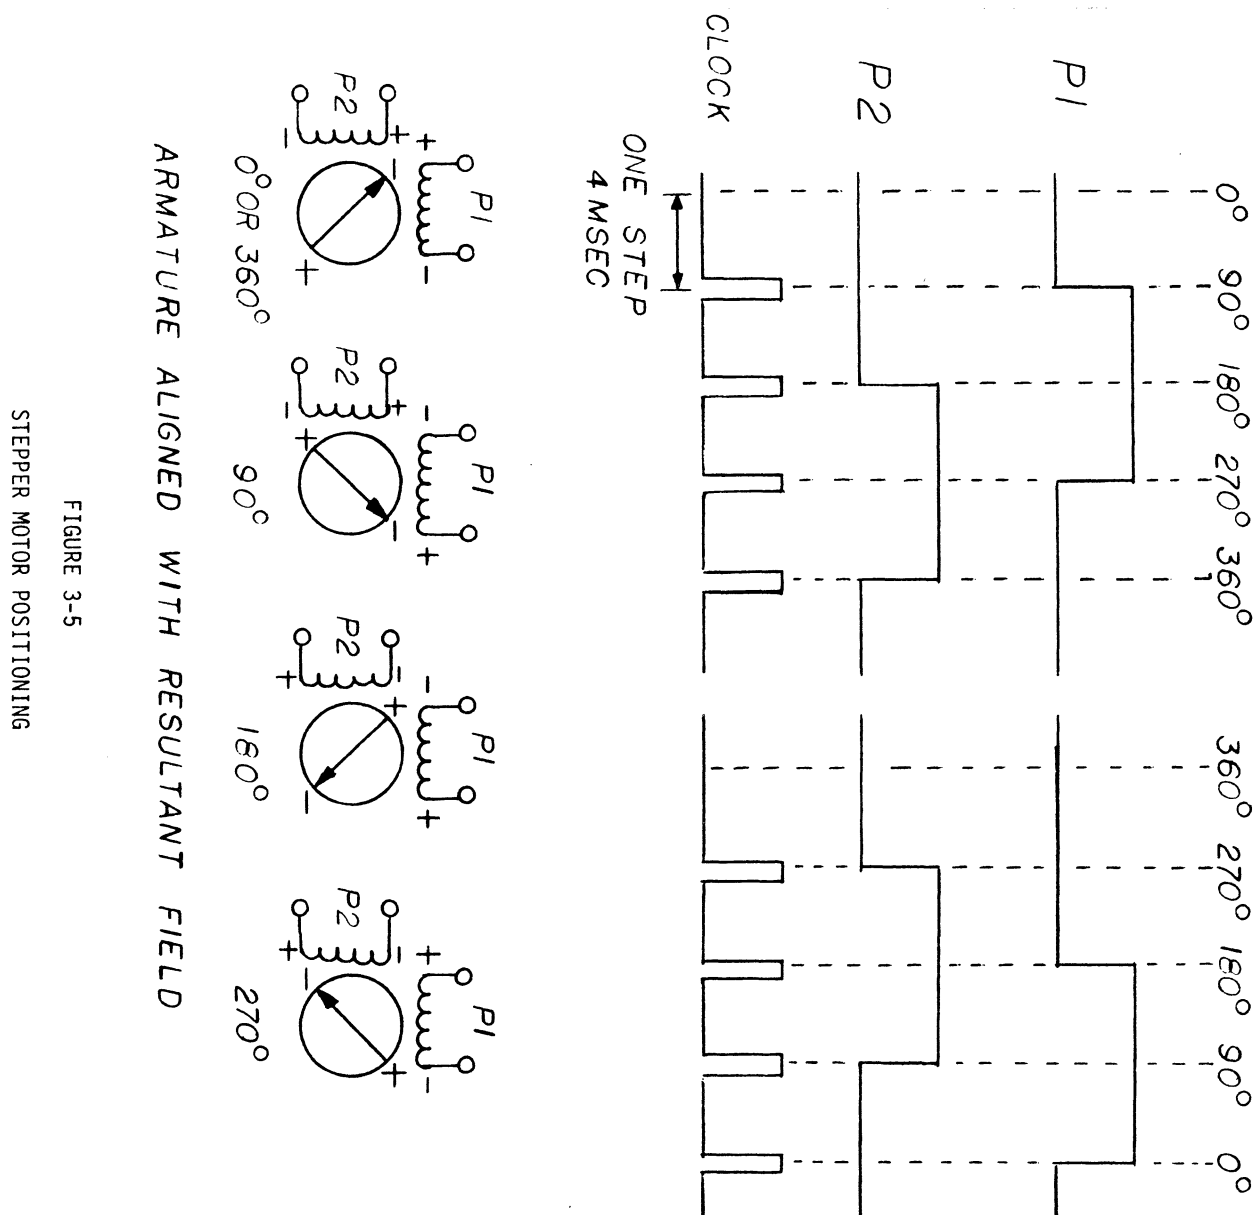 0° 90° 180° 270° 360° 360° 270° 180° 90° 0°
P1
P2
CLOCK
ONE STEP
4 MSEC
P1 P1 P1 P1
+ - - + - + + -
P2 P2 P2 P2
- + - + + - + -
- + + - + - - +
0° OR 360° 90° 180° 270°
ARMATURE ALIGNED WITH RESULTANT FIELD
FIGURE 3-5
STEPPER MOTOR POSITIONING